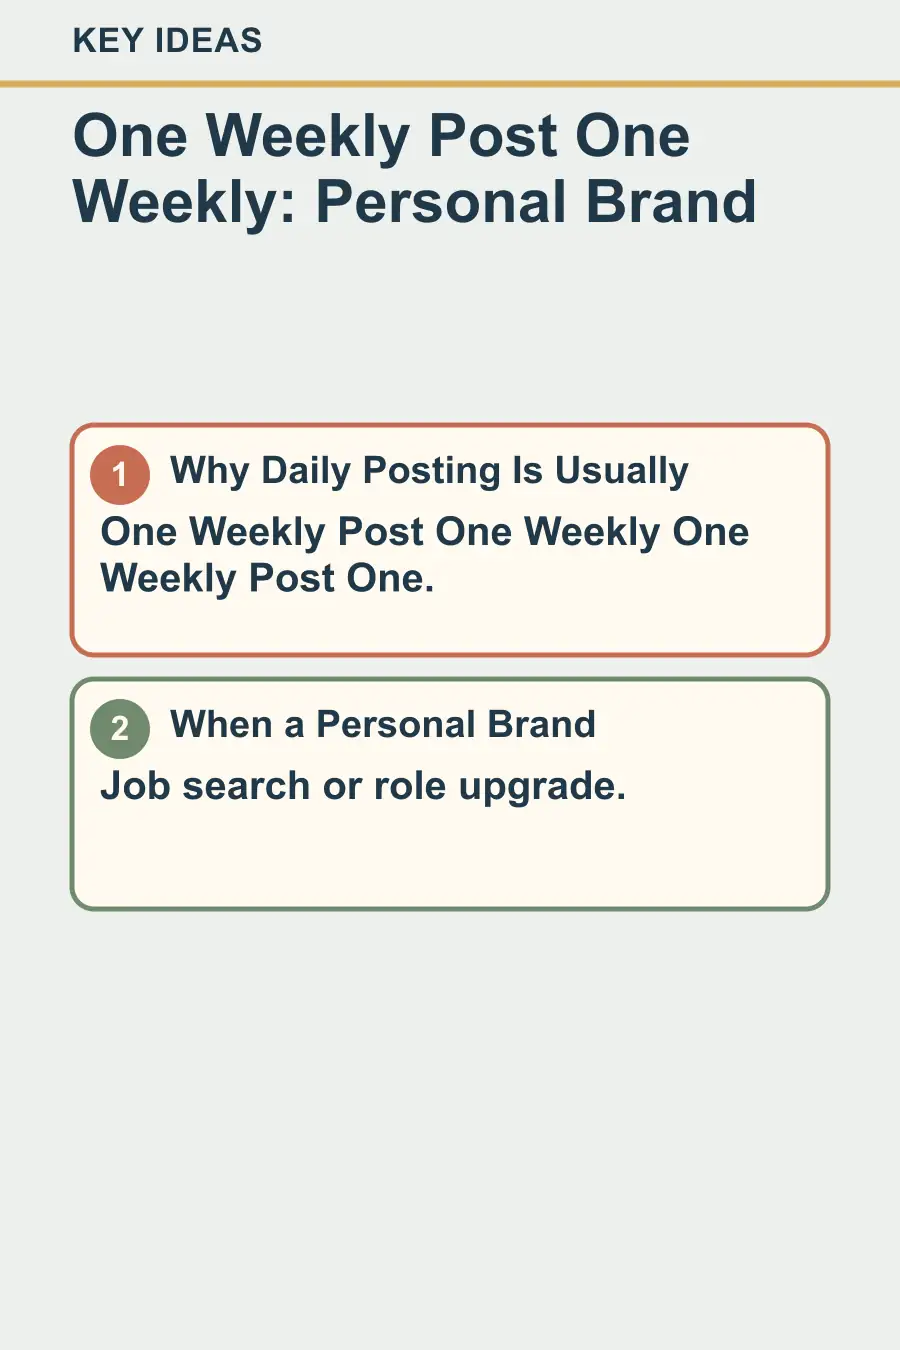 KEY IDEAS
One Weekly Post One
Weekly: Personal Brand
1 Why Daily Posting Is Usually
One Weekly Post One Weekly One
Weekly Post One.
2 When a Personal Brand
Job search or role upgrade.